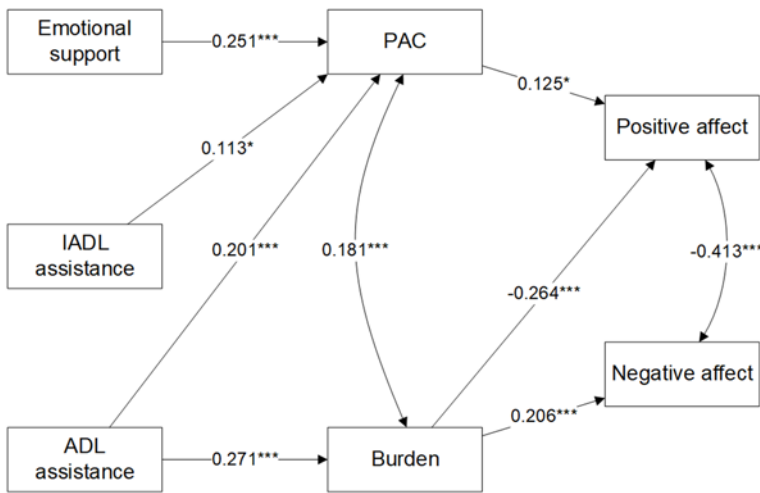 Emotional
support
0.251***
PAC
0.125*
Positive affect
0.113*
IADL
assistance
0.201***
0.181***
-0.264***
-0.413***
Negative affect
0.206***
ADL
assistance
0.271***
Burden